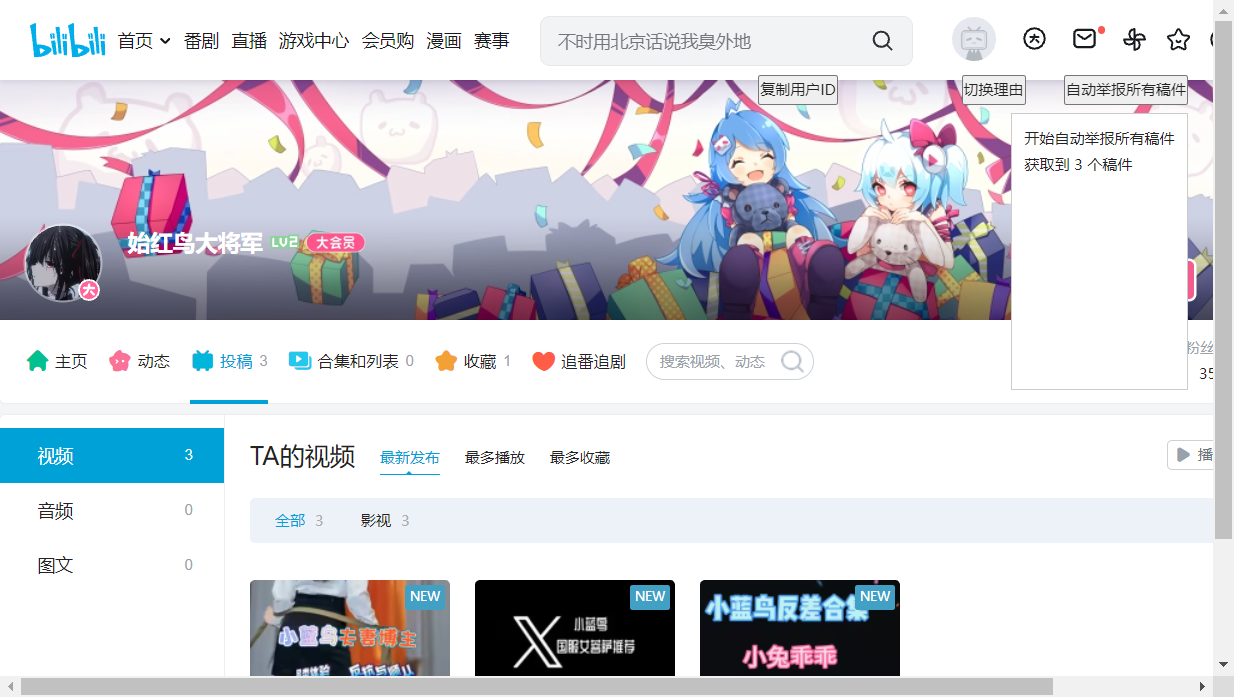 bilibili 首页 番剧 直播 游戏中心 会员购 漫画 赛事 不时用北京话说我臭外地
复制用户ID 切换理由 自动举报所有稿件
开始自动举报所有稿件
获取到 3 个稿件
始红鸟大将军 LV2 大会员
大
主页 动态 投稿 3 合集和列表 0 收藏 1 追番追剧 搜索视频、动态
粉丝
35
视频 3
音频 0
图文 0
TA的视频 最新发布 最多播放 最多收藏 播
全部 3 影视 3
NEW
小蓝鸟夫妻博主
NEW
小蓝鸟
国服女菩萨推荐
NEW
小蓝鸟反差合集
小兔乖乖